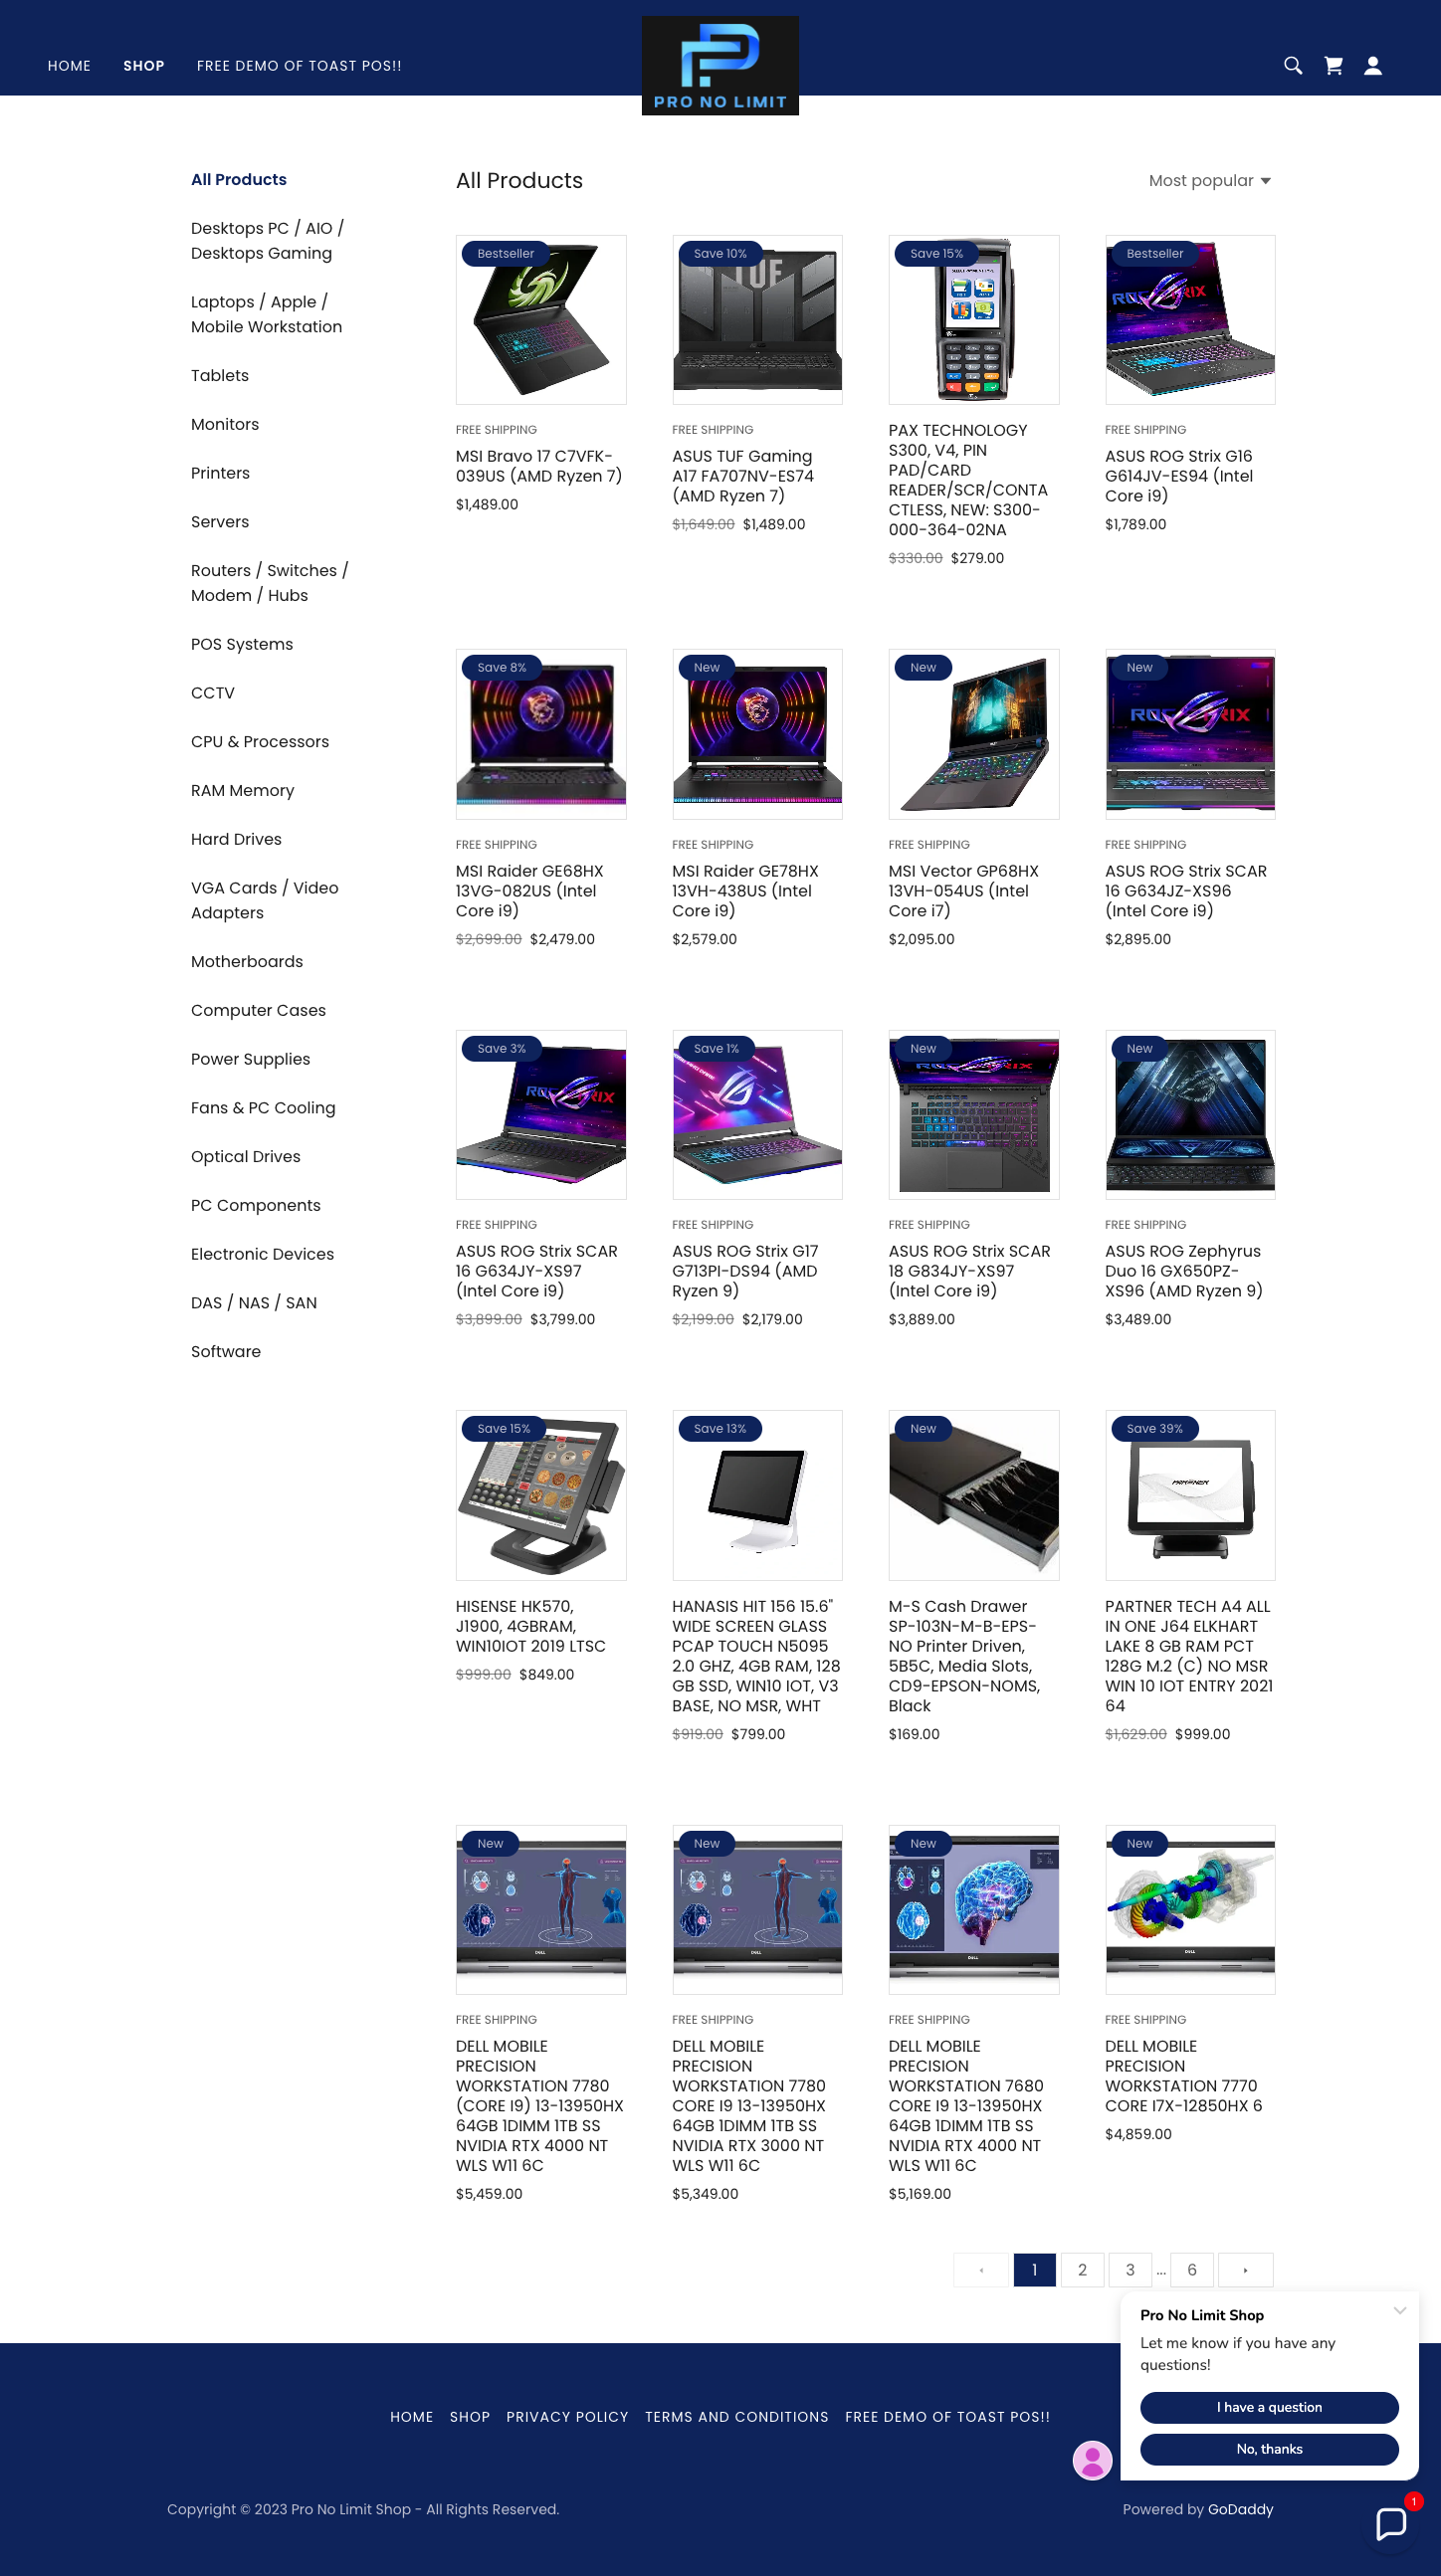 HOME
SHOP
FREE DEMO OF TOAST POS!!
PRO NO LIMIT
All Products
Desktops PC / AIO /
Desktops Gaming
Laptops / Apple /
Mobile Workstation
Tablets
Monitors
Printers
Servers
Routers / Switches /
Modem / Hubs
POS Systems
CCTV
CPU & Processors
RAM Memory
Hard Drives
VGA Cards / Video
Adapters
Motherboards
Computer Cases
Power Supplies
Fans & PC Cooling
Optical Drives
PC Components
Electronic Devices
DAS / NAS / SAN
Software
All Products
Most popular
Bestseller
FREE SHIPPING
MSI Bravo 17 C7VFK-
039US (AMD Ryzen 7)
$1,489.00
Save 10%
TUF
FREE SHIPPING
ASUS TUF Gaming
A17 FA707NV-ES74
(AMD Ryzen 7)
$1,649.00 $1,489.00
Save 15%
PAX TECHNOLOGY
S300, V4, PIN
PAD/CARD
READER/SCR/CONTA
CTLESS, NEW: S300-
000-364-02NA
$330.00 $279.00
Bestseller
FREE SHIPPING
ASUS ROG Strix G16
G614JV-ES94 (Intel
Core i9)
$1,789.00
Save 8%
FREE SHIPPING
MSI Raider GE68HX
13VG-082US (Intel
Core i9)
$2,699.00 $2,479.00
New
FREE SHIPPING
MSI Raider GE78HX
13VH-438US (Intel
Core i9)
$2,579.00
New
FREE SHIPPING
MSI Vector GP68HX
13VH-054US (Intel
Core i7)
$2,095.00
New
FREE SHIPPING
ASUS ROG Strix SCAR
16 G634JZ-XS96
(Intel Core i9)
$2,895.00
Save 3%
FREE SHIPPING
ASUS ROG Strix SCAR
16 G634JY-XS97
(Intel Core i9)
$3,899.00 $3,799.00
Save 1%
FREE SHIPPING
ASUS ROG Strix G17
G713PI-DS94 (AMD
Ryzen 9)
$2,199.00 $2,179.00
New
FREE SHIPPING
ASUS ROG Strix SCAR
18 G834JY-XS97
(Intel Core i9)
$3,889.00
New
FREE SHIPPING
ASUS ROG Zephyrus
Duo 16 GX650PZ-
XS96 (AMD Ryzen 9)
$3,489.00
Save 15%
HISENSE HK570,
J1900, 4GBRAM,
WIN10IOT 2019 LTSC
$999.00 $849.00
Save 13%
HANASIS HIT 156 15.6"
WIDE SCREEN GLASS
PCAP TOUCH N5095
2.0 GHZ, 4GB RAM, 128
GB SSD, WIN10 IOT, V3
BASE, NO MSR, WHT
$919.00 $799.00
New
M-S Cash Drawer
SP-103N-M-B-EPS-
NO Printer Driven,
5B5C, Media Slots,
CD9-EPSON-NOMS,
Black
$169.00
Save 39%
PARTNER TECH A4 ALL
IN ONE J64 ELKHART
LAKE 8 GB RAM PCT
128G M.2 (C) NO MSR
WIN 10 IOT ENTRY 2021
64
$1,629.00 $999.00
New
DELL
FREE SHIPPING
DELL MOBILE
PRECISION
WORKSTATION 7780
(CORE I9) 13-13950HX
64GB 1DIMM 1TB SS
NVIDIA RTX 4000 NT
WLS W11 6C
$5,459.00
New
DELL
FREE SHIPPING
DELL MOBILE
PRECISION
WORKSTATION 7780
CORE I9 13-13950HX
64GB 1DIMM 1TB SS
NVIDIA RTX 3000 NT
WLS W11 6C
$5,349.00
New
DELL
FREE SHIPPING
DELL MOBILE
PRECISION
WORKSTATION 7680
CORE I9 13-13950HX
64GB 1DIMM 1TB SS
NVIDIA RTX 4000 NT
WLS W11 6C
$5,169.00
New
DELL
FREE SHIPPING
DELL MOBILE
PRECISION
WORKSTATION 7770
CORE I7X-12850HX 6
$4,859.00
1 2 3 ... 6
Pro No Limit Shop
Let me know if you have any
questions!
I have a question
No, thanks
1
HOME
SHOP
PRIVACY POLICY
TERMS AND CONDITIONS
FREE DEMO OF TOAST POS!!
Copyright © 2023 Pro No Limit Shop - All Rights Reserved.
Powered by GoDaddy